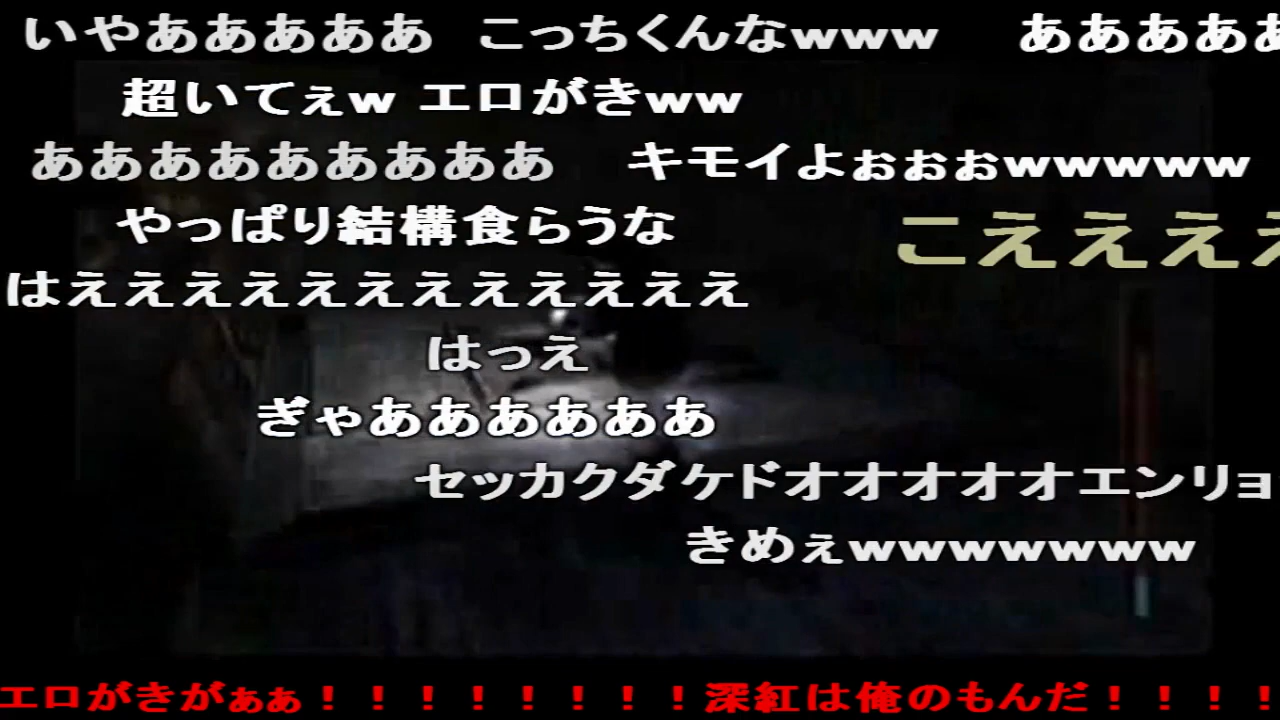 いやああああああ こっちくんなwww あああああ
超いてぇw エロがきww
あああああああああ キモイよぉぉぉwwwww
やっぱり結構食らうな
こええええ
はええええええええええええ
はっえ
ぎゃああああああ
セッカクダケドオオオオオエンリョ
きめぇwwwwwwww
エロがきがぁぁ！！！！！！！！深紅は俺のもんだ！！！！